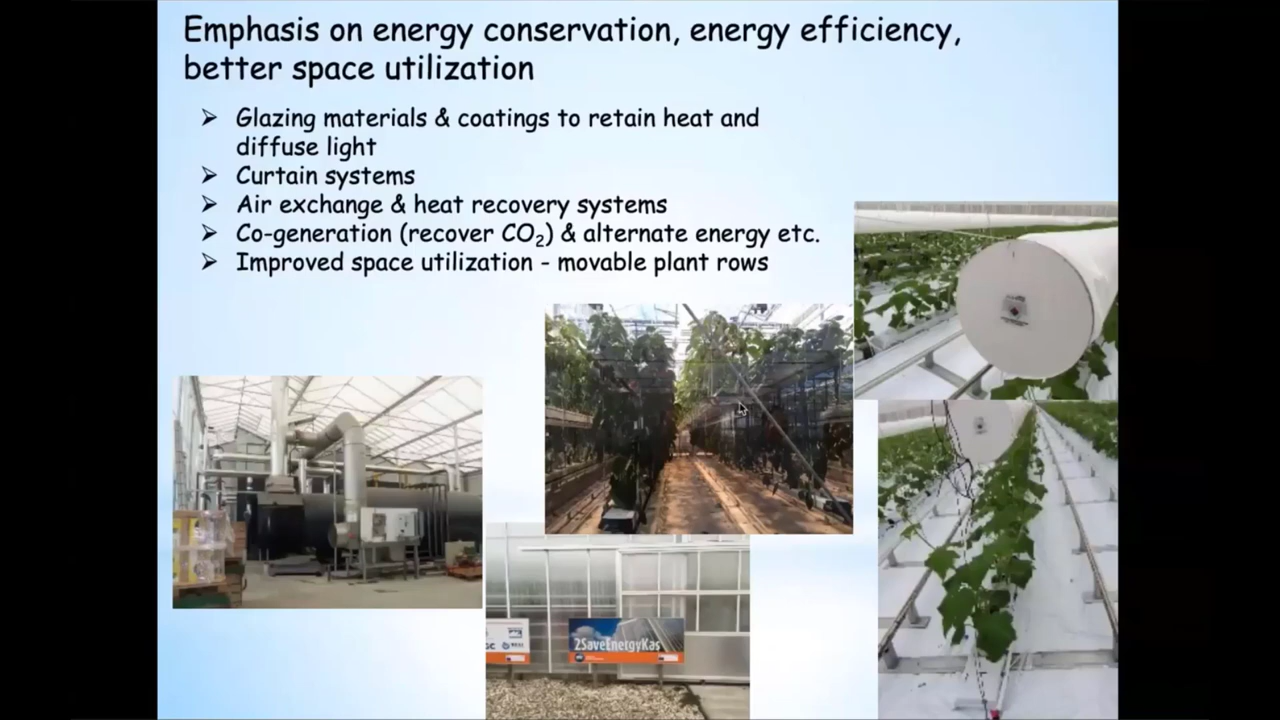 Emphasis on energy conservation, energy efficiency,
better space utilization
➢ Glazing materials & coatings to retain heat and
diffuse light
➢ Curtain systems
➢ Air exchange & heat recovery systems
➢ Co-generation (recover CO₂) & alternate energy etc.
➢ Improved space utilization - movable plant rows
2SaveEnergyKas